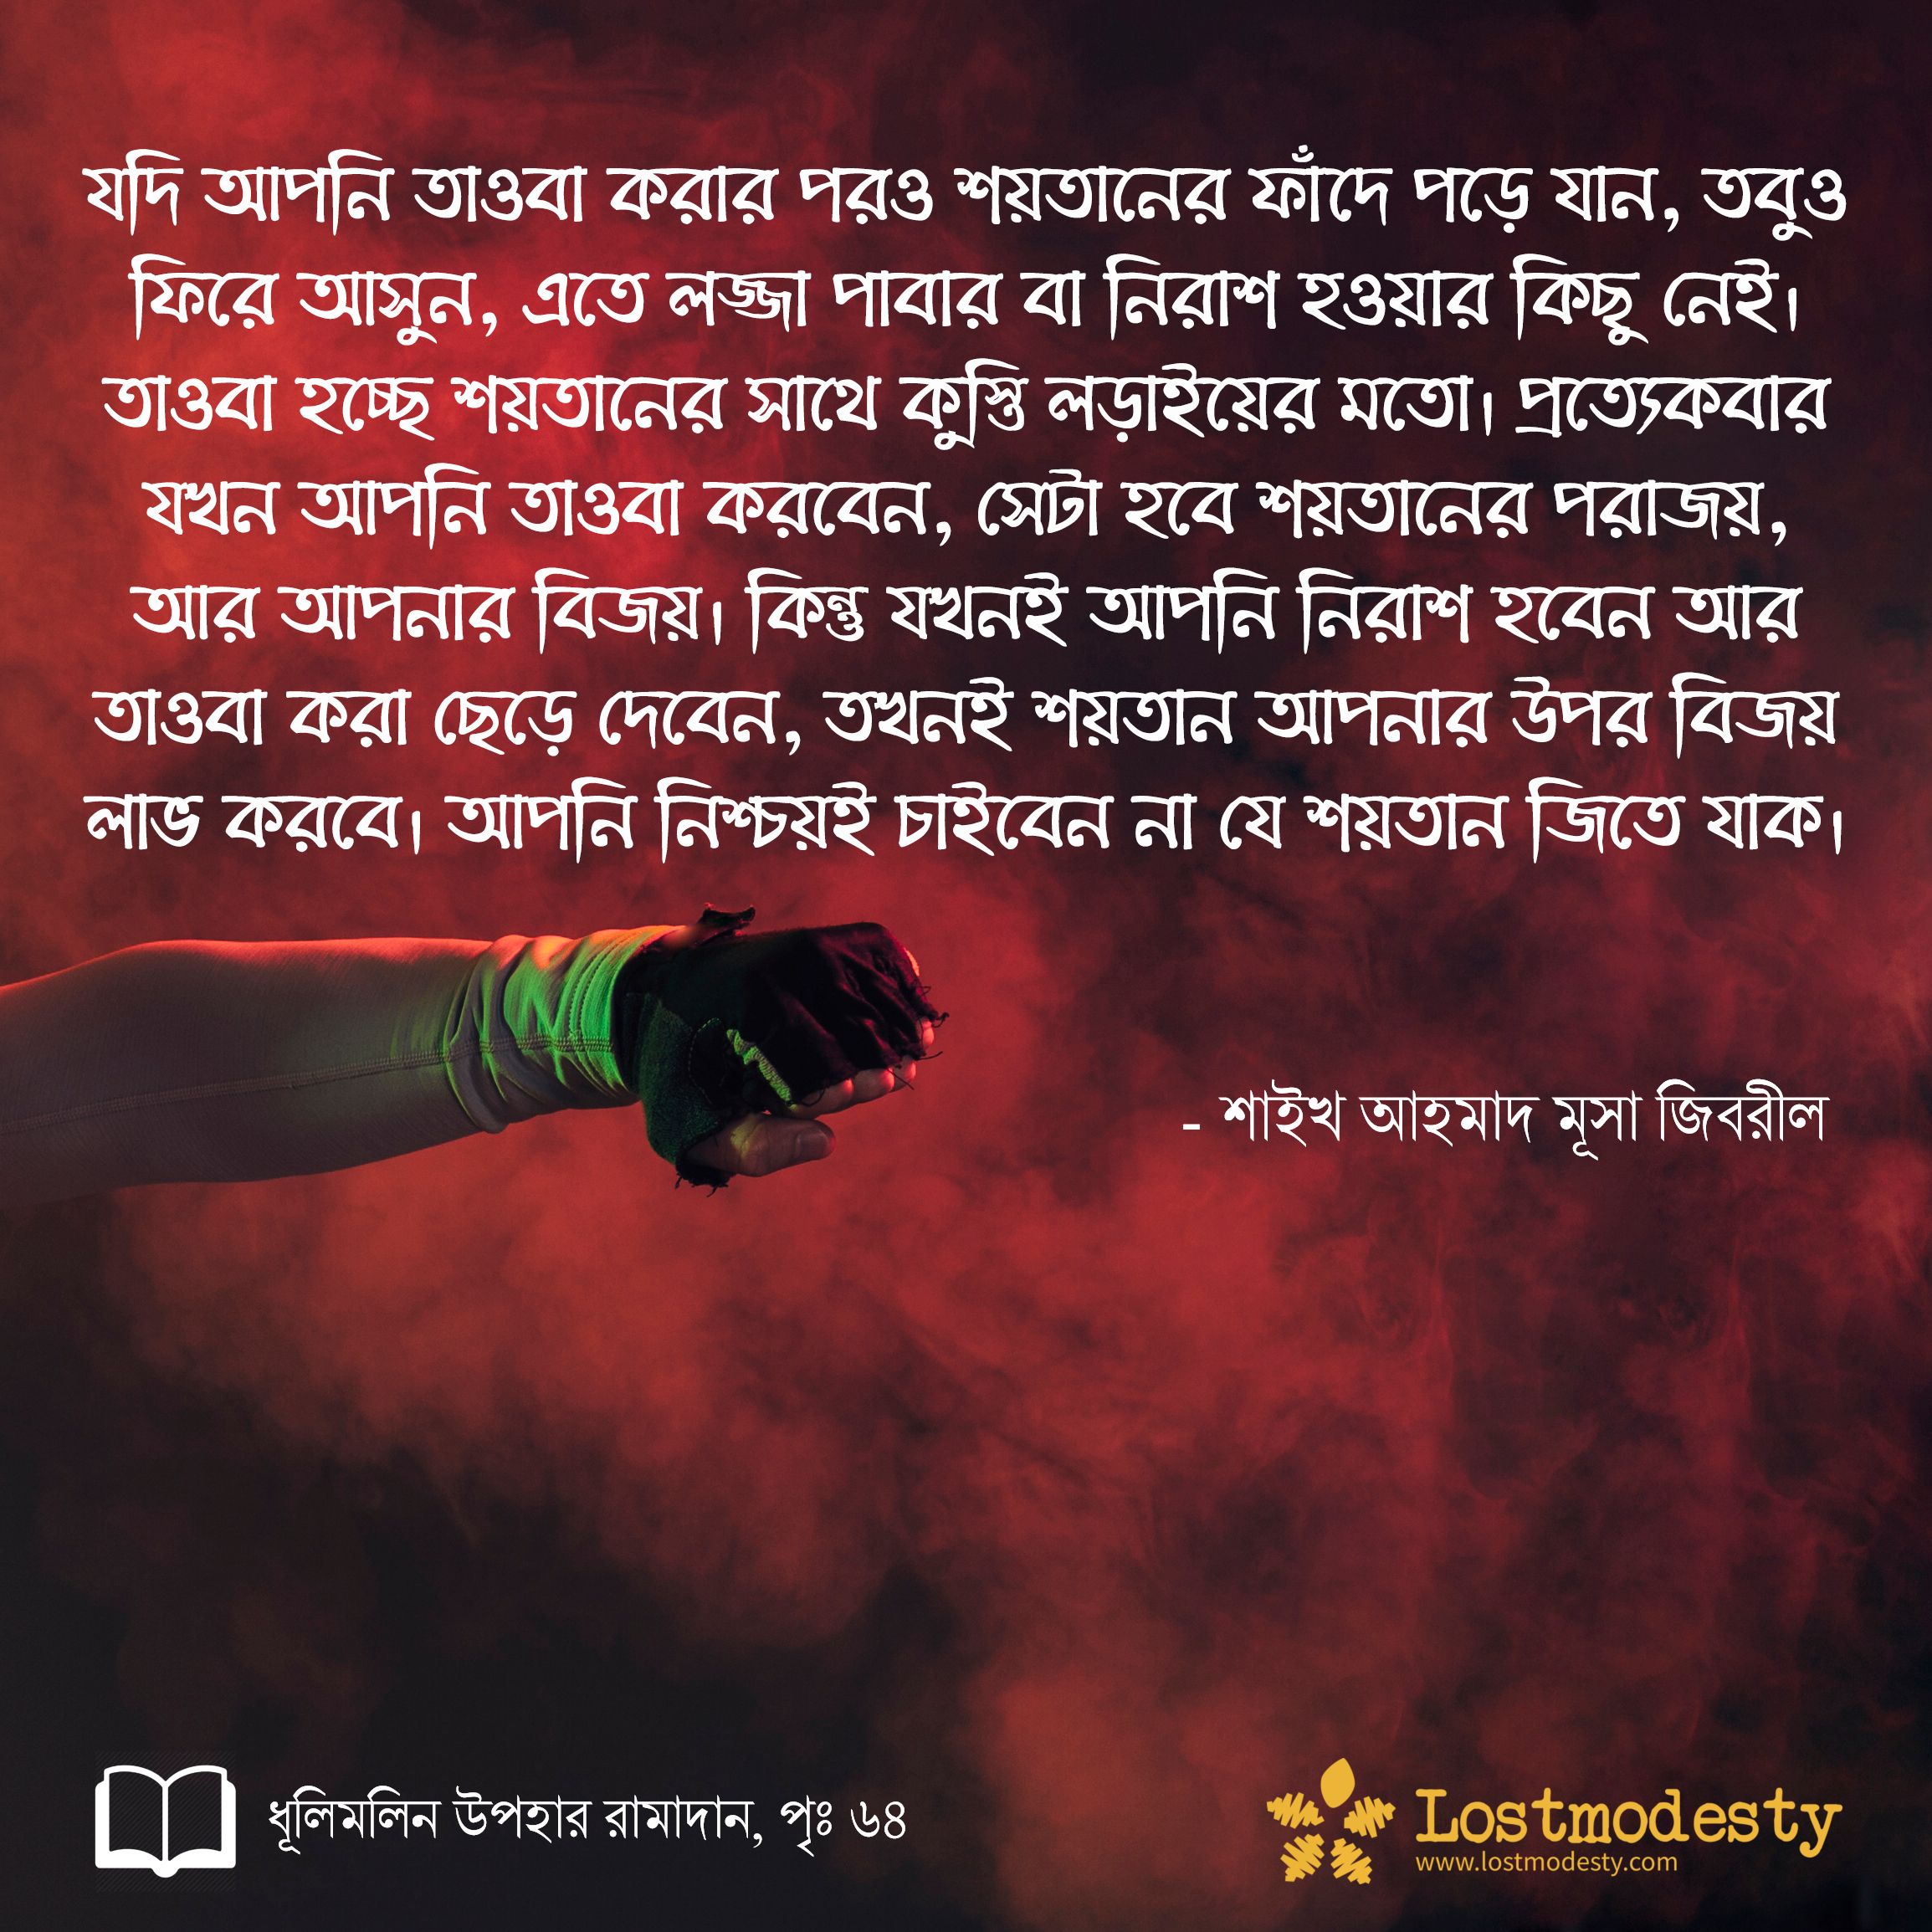 যদি আপনি তাওবা করার পরও শয়তানের ফাঁদে পড়ে যান, তবুও
ফিরে আসুন, এতে লজ্জা পাবার বা নিরাশ হওয়ার কিছু নেই।
তাওবা হচ্ছে শয়তানের সাথে কুস্তি লড়াইয়ের মতো। প্রত্যেকবার
যখন আপনি তাওবা করবেন, সেটা হবে শয়তানের পরাজয়,
আর আপনার বিজয়। কিন্তু যখনই আপনি নিরাশ হবেন আর
তাওবা করা ছেড়ে দেবেন, তখনই শয়তান আপনার উপর বিজয়
লাভ করবে। আপনি নিশ্চয়ই চাইবেন না যে শয়তান জিতে যাক।
- শাইখ আহমাদ মূসা জিবরীল
ধূলিমলিন উপহার রামাদান, পৃঃ ৬৪
Lostmodesty
www.lostmodesty.com